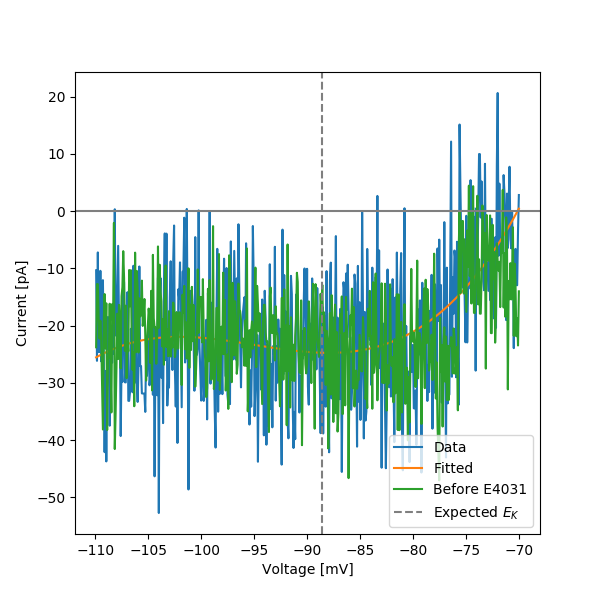 20
10
0
−10
−20
−30
−40
−50
Current [pA]
−110
−105
−100
−95
−90
−85
−80
−75
−70
Voltage [mV]
Data
Fitted
Before E4031
Expected E_K